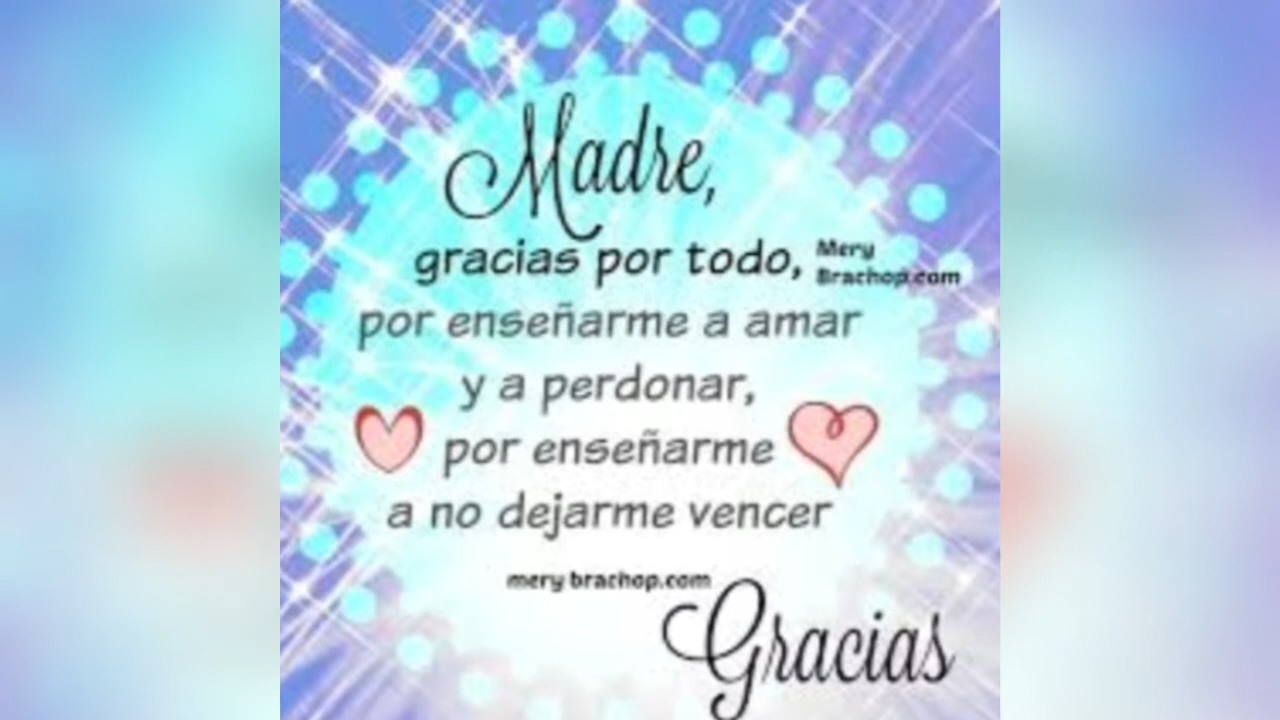 Madre,
gracias por todo,
Mery
Brachop.com
por enseñarme a amar
y a perdonar,
por enseñarme
a no dejarme vencer
mery brachop.com
Gracias